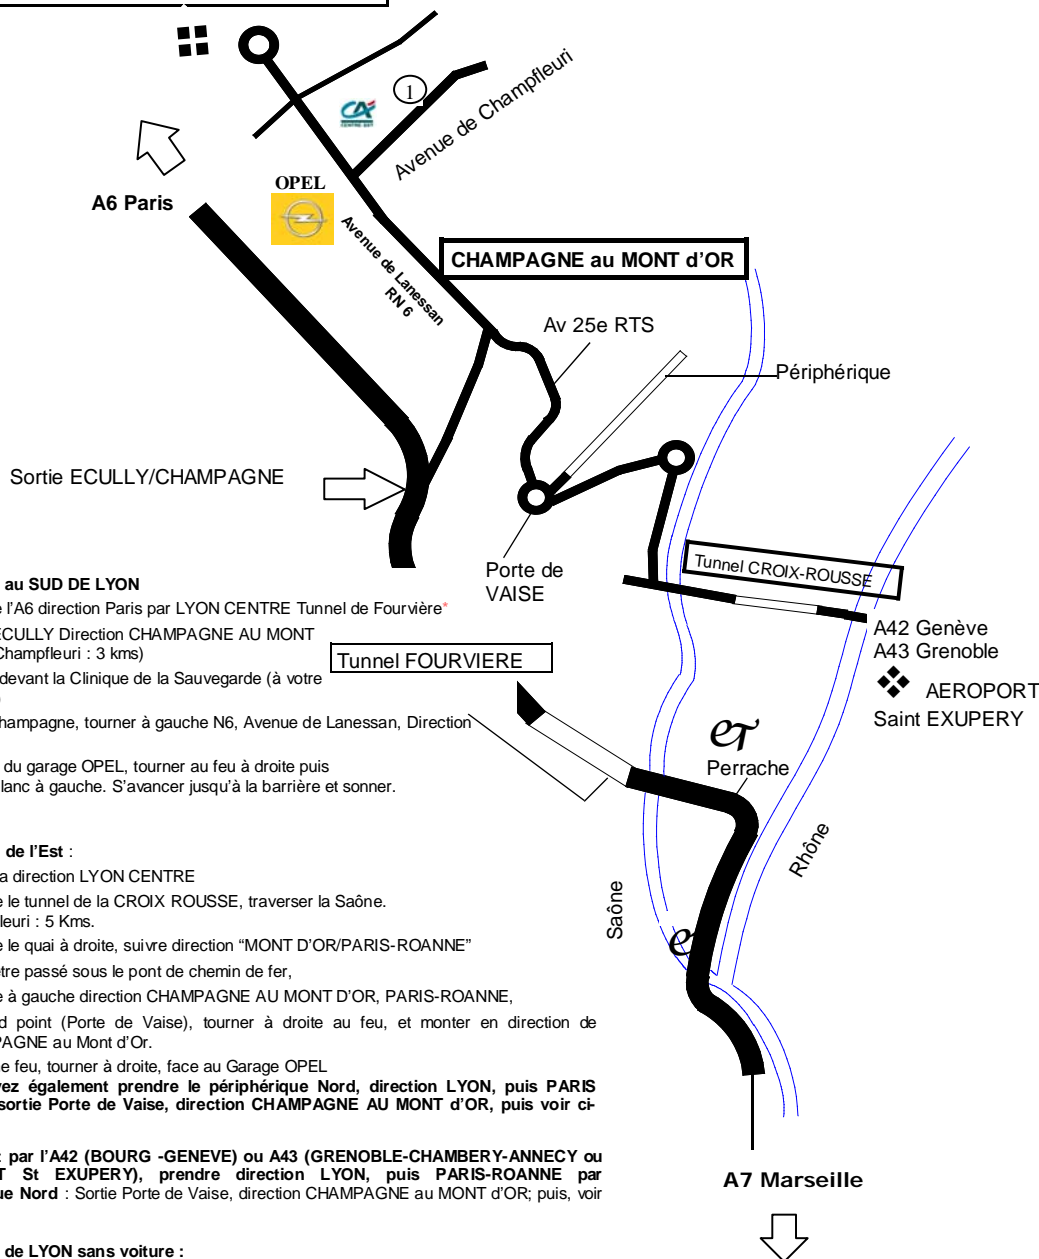 1
CA
CENTRE-EST
Avenue de Champfleuri
A6 Paris
OPEL
Avenue de Lanessan
RN 6
CHAMPAGNE au MONT d’OR
Av 25e RTS
Périphérique
Sortie ECULLY/CHAMPAGNE
Porte de
VAISE
Tunnel CROIX-ROUSSE
A42 Genève
A43 Grenoble
AEROPORT
Saint EXUPERY
Tunnel FOURVIERE
Perrache
Rhône
Saône
A7 Marseille
au SUD DE LYON
e l’A6 direction Paris par LYON CENTRE Tunnel de Fourvière*
ECULLY Direction CHAMPAGNE AU MONT
Champfleuri : 3 kms)
devant la Clinique de la Sauvegarde (à votre
)
hampagne, tourner à gauche N6, Avenue de Lanessan, Direction
du garage OPEL, tourner au feu à droite puis
lanc à gauche. S’avancer jusqu’à la barrière et sonner.
de l’Est :
a direction LYON CENTRE
e le tunnel de la CROIX ROUSSE, traverser la Saône.
leuri : 5 Kms.
e le quai à droite, suivre direction “MONT D’OR/PARIS-ROANNE”
être passé sous le pont de chemin de fer,
e à gauche direction CHAMPAGNE AU MONT D’OR, PARIS-ROANNE,
d point (Porte de Vaise), tourner à droite au feu, et monter en direction de
PAGNE au Mont d’Or.
e feu, tourner à droite, face au Garage OPEL
vez également prendre le périphérique Nord, direction LYON, puis PARIS
sortie Porte de Vaise, direction CHAMPAGNE AU MONT d’OR, puis voir ci-
t par l’A42 (BOURG -GENEVE) ou A43 (GRENOBLE-CHAMBERY-ANNECY ou
T St EXUPERY), prendre direction LYON, puis PARIS-ROANNE par
ue Nord : Sortie Porte de Vaise, direction CHAMPAGNE au MONT d’OR; puis, voir
de LYON sans voiture :